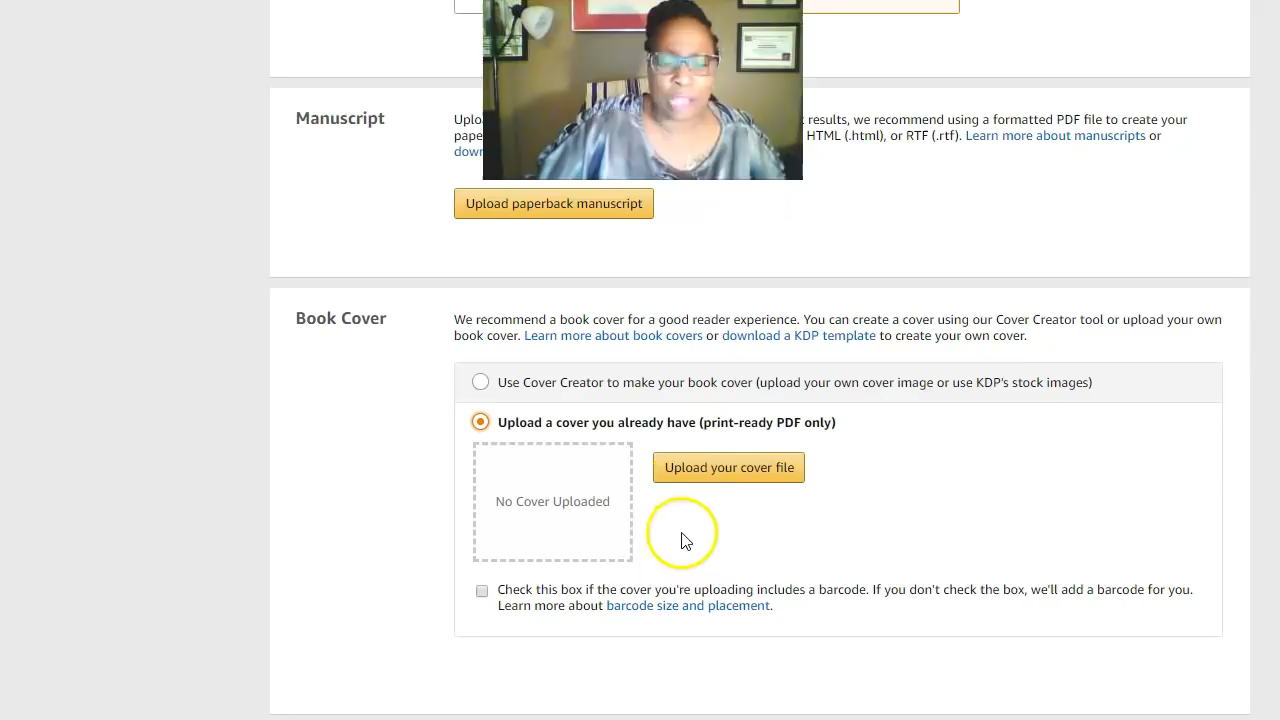 Manuscript
Uplo
results, we recommend using a formatted PDF file to create your
pape
HTML (.html), or RTF (.rtf). Learn more about manuscripts or
down
Upload paperback manuscript
Book Cover
We recommend a book cover for a good reader experience. You can create a cover using our Cover Creator tool or upload your own
book cover. Learn more about book covers or download a KDP template to create your own cover.
Use Cover Creator to make your book cover (upload your own cover image or use KDP's stock images)
Upload a cover you already have (print-ready PDF only)
Upload your cover file
No Cover Uploaded
Check this box if the cover you're uploading includes a barcode. If you don't check the box, we'll add a barcode for you.
Learn more about barcode size and placement.